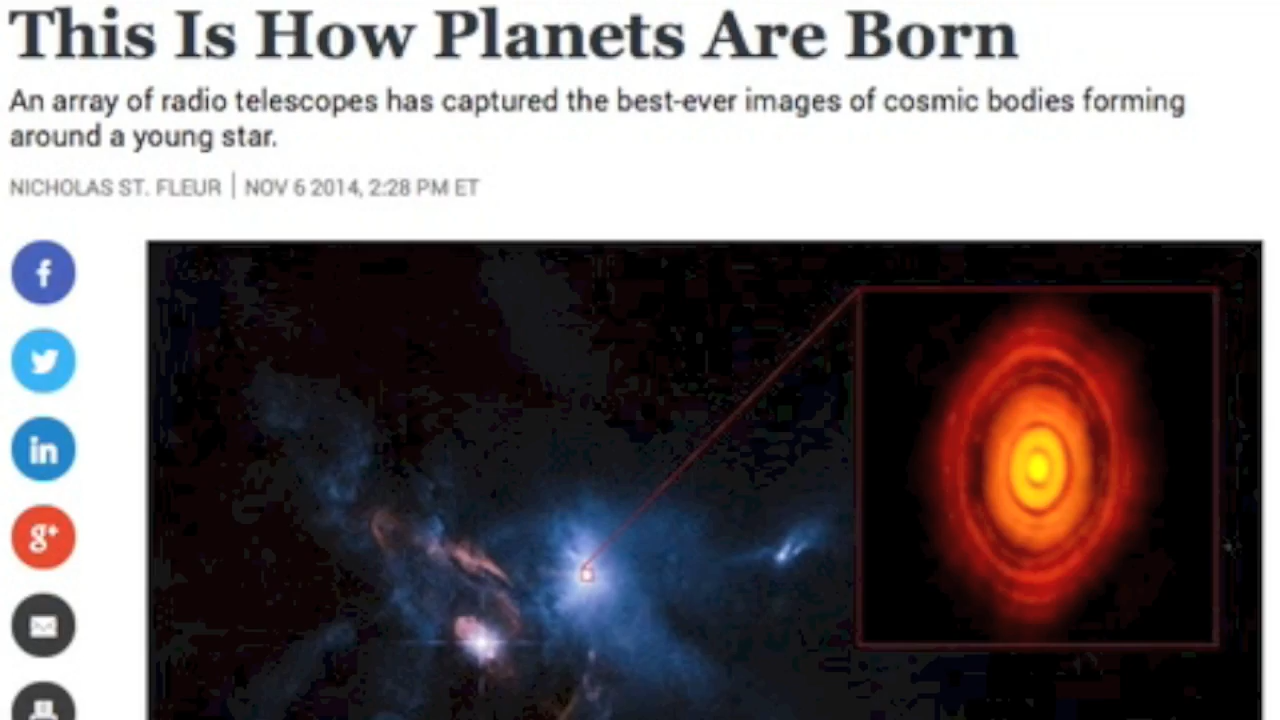 This Is How Planets Are Born
An array of radio telescopes has captured the best-ever images of cosmic bodies forming
around a young star.
NICHOLAS ST. FLEUR | NOV 6 2014, 2:28 PM ET
f
in
g+